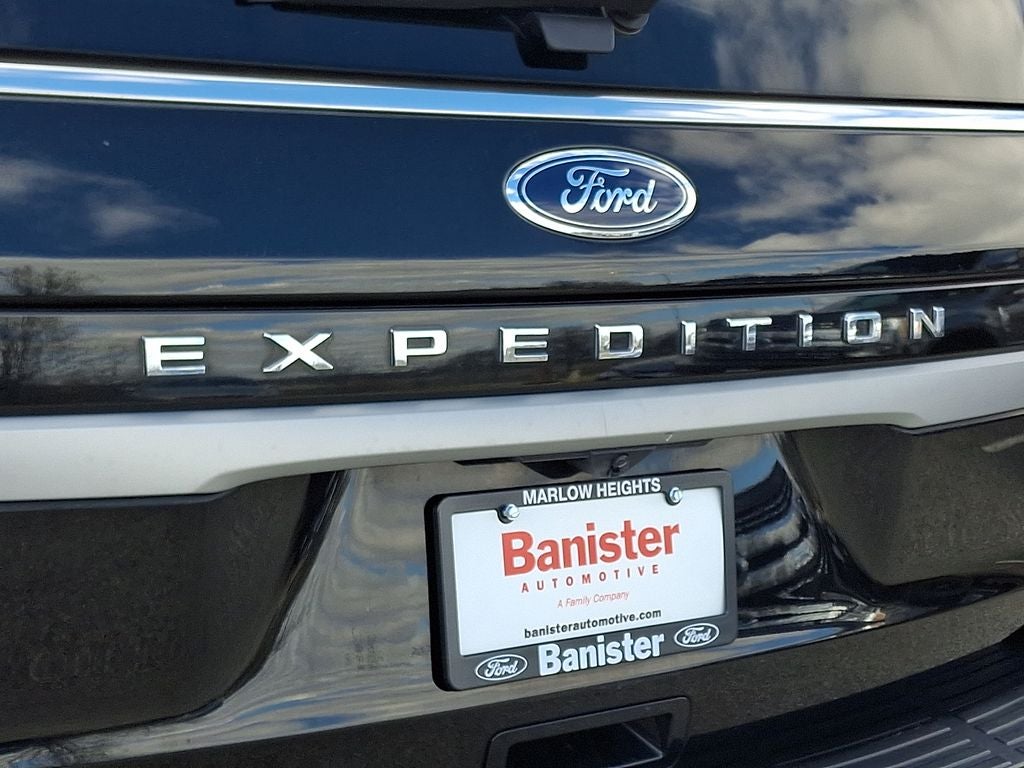 Ford
EXPEDITION
MARLOW HEIGHTS
Banister
AUTOMOTIVE
A Family Company
banisterautomotive.com
Ford Banister Ford